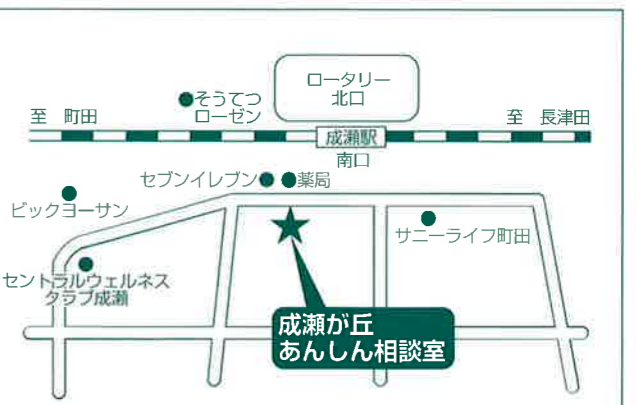 ロータリー
北口
●そうてつ
ローゼン
至 町田
至 長津田
成瀬駅
南口
セブンイレブン●
●薬局
ビックヨーサン
サニーライフ町田
セントラルウェルネス
クラブ成瀬
成瀬が丘
あんしん相談室